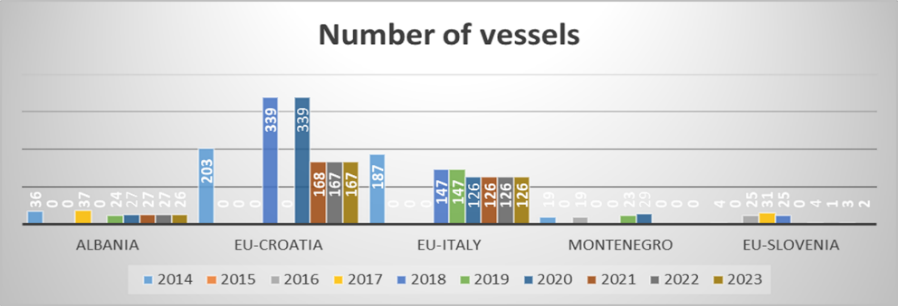 Number of vessels
36 0 0 37 0 24 27 27 27 26
203 0 0 0 339 0 339 168 167 167
187 0 0 0 147 147 126 126 126 126
19 0 19 0 0 23 29 0 0 0
4 0 25 31 25 0 4 1 3 2
ALBANIA EU-CROATIA EU-ITALY MONTENEGRO EU-SLOVENIA
2014 2015 2016 2017 2018 2019 2020 2021 2022 2023